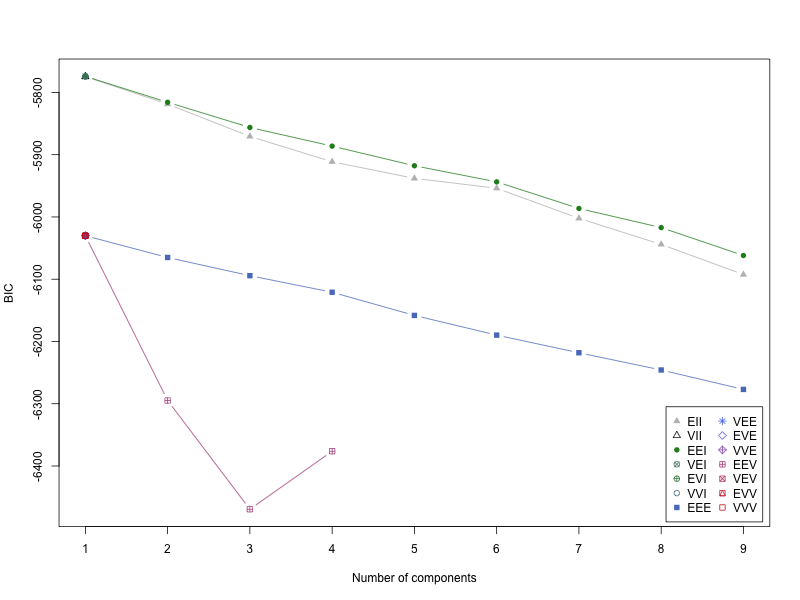 BIC
-5800
-5900
-6000
-6100
-6200
-6300
-6400
1 2 3 4 5 6 7 8 9
Number of components
EII VEE
VII EVE
EEI VVE
VEI EEV
EVI VEV
VVI EVV
EEE VVV